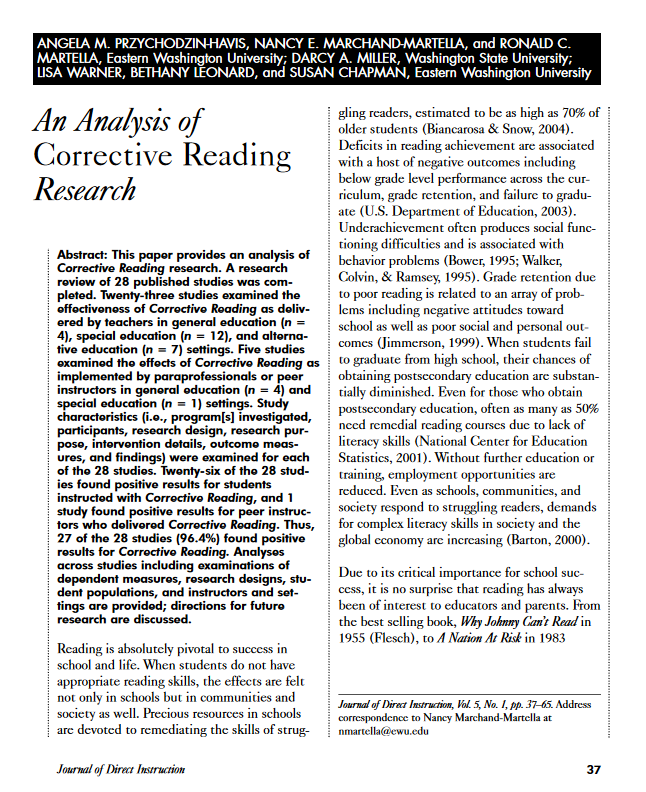 ANGELA M. PRZYCHODZIN-HAVIS, NANCY E. MARCHAND-MARTELLA, and RONALD C.
MARTELLA, Eastern Washington University; DARCY A. MILLER, Washington State University;
LISA WARNER, BETHANY LEONARD, and SUSAN CHAPMAN, Eastern Washington University
An Analysis of
Corrective Reading
Research
Abstract: This paper provides an analysis of
Corrective Reading research. A research
review of 28 published studies was com-
pleted. Twenty-three studies examined the
effectiveness of Corrective Reading as deliv-
ered by teachers in general education (n =
4), special education (n = 12), and alterna-
tive education (n = 7) settings. Five studies
examined the effects of Corrective Reading as
implemented by paraprofessionals or peer
instructors in general education (n = 4) and
special education (n = 1) settings. Study
characteristics (i.e., program[s] investigated,
participants, research design, research pur-
pose, intervention details, outcome meas-
ures, and findings) were examined for each
of the 28 studies. Twenty-six of the 28 stud-
ies found positive results for students
instructed with Corrective Reading, and 1
study found positive results for peer instruc-
tors who delivered Corrective Reading. Thus,
27 of the 28 studies (96.4%) found positive
results for Corrective Reading. Analyses
across studies including examinations of
dependent measures, research designs, stu-
dent populations, and instructors and set-
tings are provided; directions for future
research are discussed.
Reading is absolutely pivotal to success in
school and life. When students do not have
appropriate reading skills, the effects are felt
not only in schools but in communities and
society as well. Precious resources in schools
are devoted to remediating the skills of strug-
gling readers, estimated to be as high as 70% of
older students (Biancarosa & Snow, 2004).
Deficits in reading achievement are associated
with a host of negative outcomes including
below grade level performance across the cur-
riculum, grade retention, and failure to gradu-
ate (U.S. Department of Education, 2003).
Underachievement often produces social func-
tioning difficulties and is associated with
behavior problems (Bower, 1995; Walker,
Colvin, & Ramsey, 1995). Grade retention due
to poor reading is related to an array of prob-
lems including negative attitudes toward
school as well as poor social and personal out-
comes (Jimmerson, 1999). When students fail
to graduate from high school, their chances of
obtaining postsecondary education are substan-
tially diminished. Even for those who obtain
postsecondary education, often as many as 50%
need remedial reading courses due to lack of
literacy skills (National Center for Education
Statistics, 2001). Without further education or
training, employment opportunities are
reduced. Even as schools, communities, and
society respond to struggling readers, demands
for complex literacy skills in society and the
global economy are increasing (Barton, 2000).
Due to its critical importance for school suc-
cess, it is no surprise that reading has always
been of interest to educators and parents. From
the best selling book, Why Johnny Can't Read in
1955 (Flesch), to A Nation At Risk in 1983
Journal of Direct Instruction, Vol. 5, No. 1, pp. 37–65. Address
correspondence to Nancy Marchand-Martella at
nmartella@ewu.edu
Journal of Direct Instruction
37